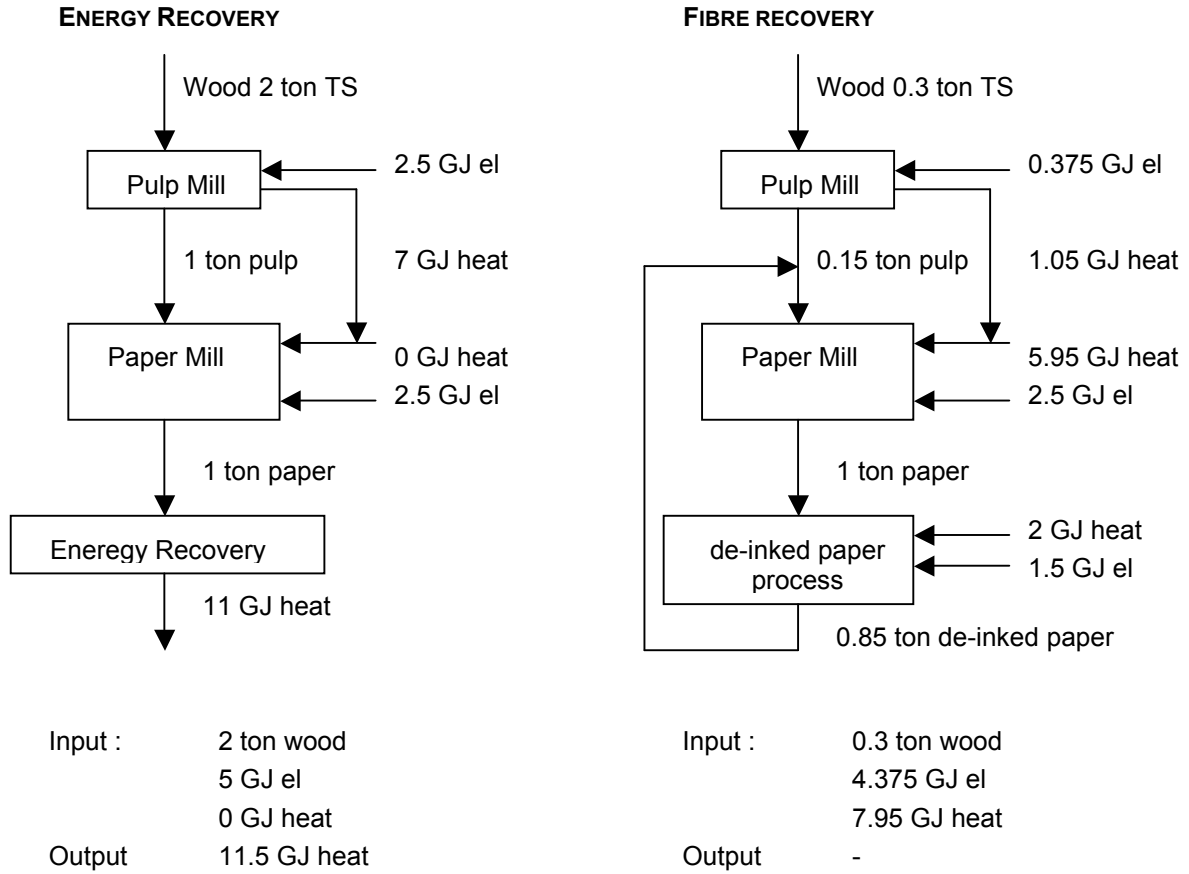 ENERGY RECOVERY
Wood 2 ton TS
2.5 GJ el
Pulp Mill
1 ton pulp
7 GJ heat
Paper Mill
0 GJ heat
2.5 GJ el
1 ton paper
Eneregy Recovery
11 GJ heat
Input :
2 ton wood
5 GJ el
0 GJ heat
Output
11.5 GJ heat
FIBRE RECOVERY
Wood 0.3 ton TS
0.375 GJ el
Pulp Mill
0.15 ton pulp
1.05 GJ heat
Paper Mill
5.95 GJ heat
2.5 GJ el
1 ton paper
de-inked paper
process
2 GJ heat
1.5 GJ el
0.85 ton de-inked paper
Input :
0.3 ton wood
4.375 GJ el
7.95 GJ heat
Output
-